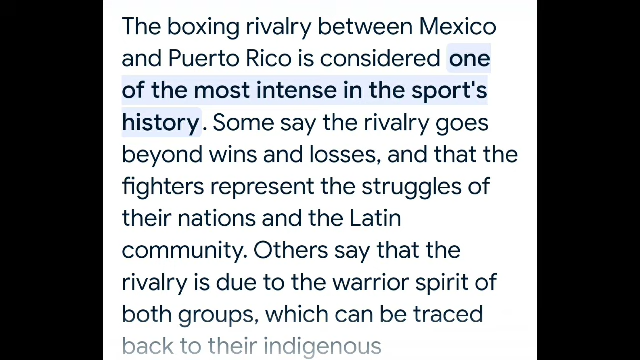 The boxing rivalry between Mexico
and Puerto Rico is considered one
of the most intense in the sport's
history. Some say the rivalry goes
beyond wins and losses, and that the
fighters represent the struggles of
their nations and the Latin
community. Others say that the
rivalry is due to the warrior spirit of
both groups, which can be traced
back to their indigenous